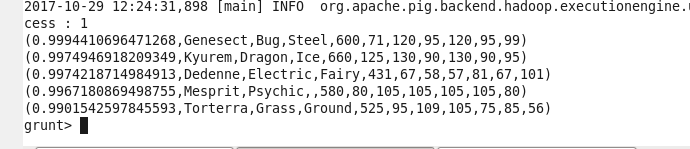 2017-10-29 12:24:31,898 [main] INFO  org.apache.pig.backend.hadoop.executionengine.
cess : 1
(0.9994410696471268,Genesect,Bug,Steel,600,71,120,95,120,95,99)
(0.9974946918209349,Kyurem,Dragon,Ice,660,125,130,90,130,90,95)
(0.9974218714984913,Dedenne,Electric,Fairy,431,67,58,57,81,67,101)
(0.9967180869498755,Mesprit,Psychic,,580,80,105,105,105,105,80)
(0.9901542597845593,Torterra,Grass,Ground,525,95,109,105,75,85,56)
grunt>